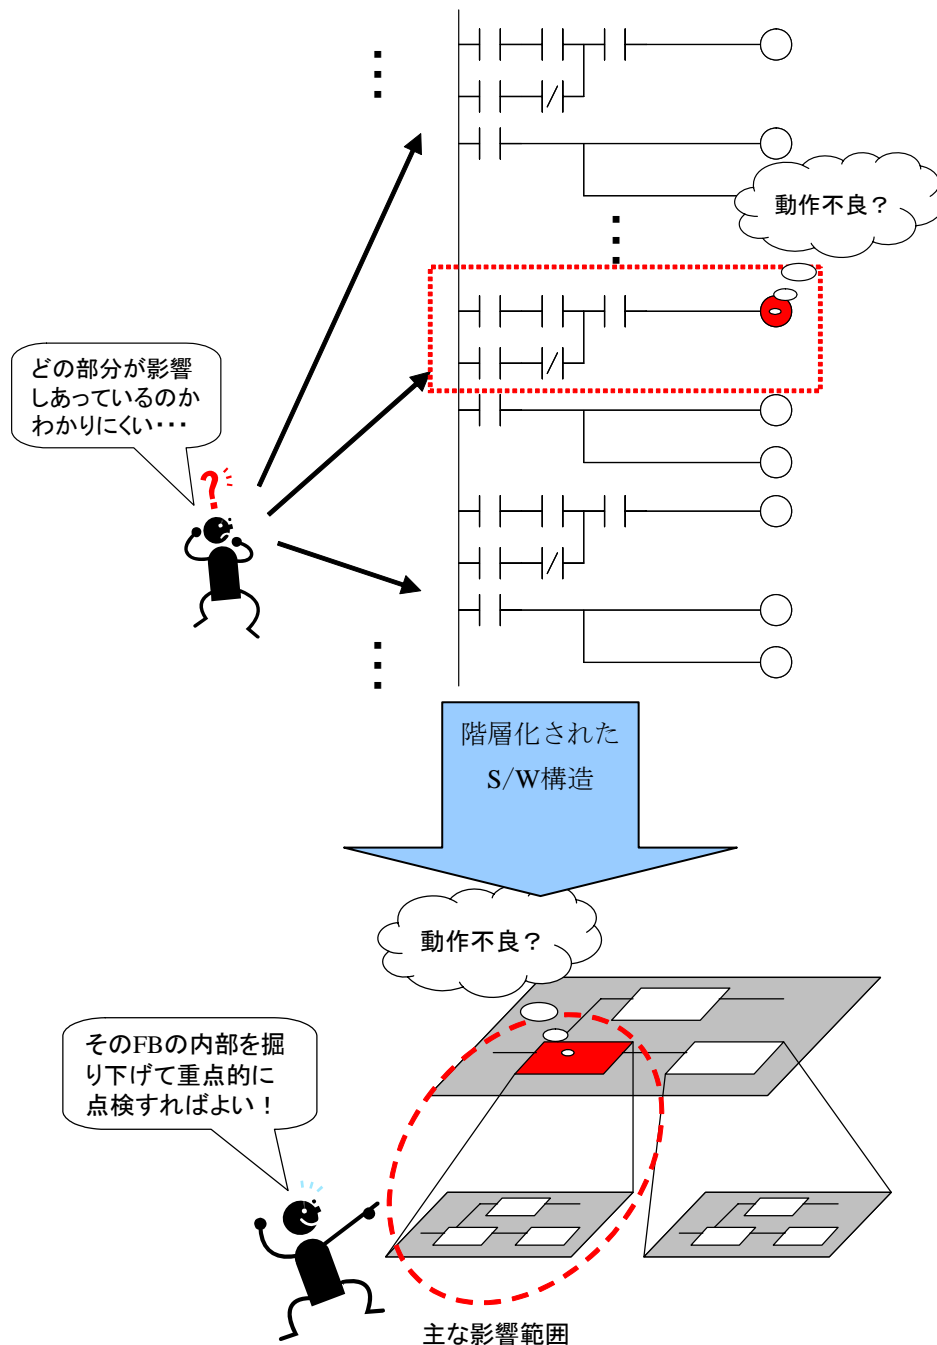 動作不良？
どの部分が影響
しあっているのか
わかりにくい・・・
?
階層化された
S/W構造
動作不良？
そのFBの内部を掘
り下げて重点的に
点検すればよい！
主な影響範囲